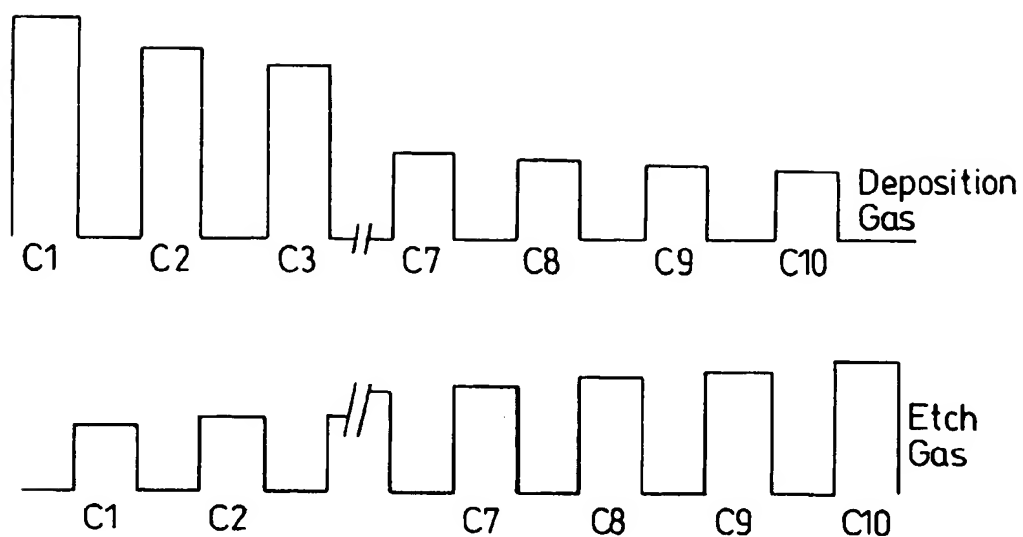 Deposition
Gas
C1 C2 C3 C7 C8 C9 C10
Etch
Gas
C1 C2 C7 C8 C9 C10